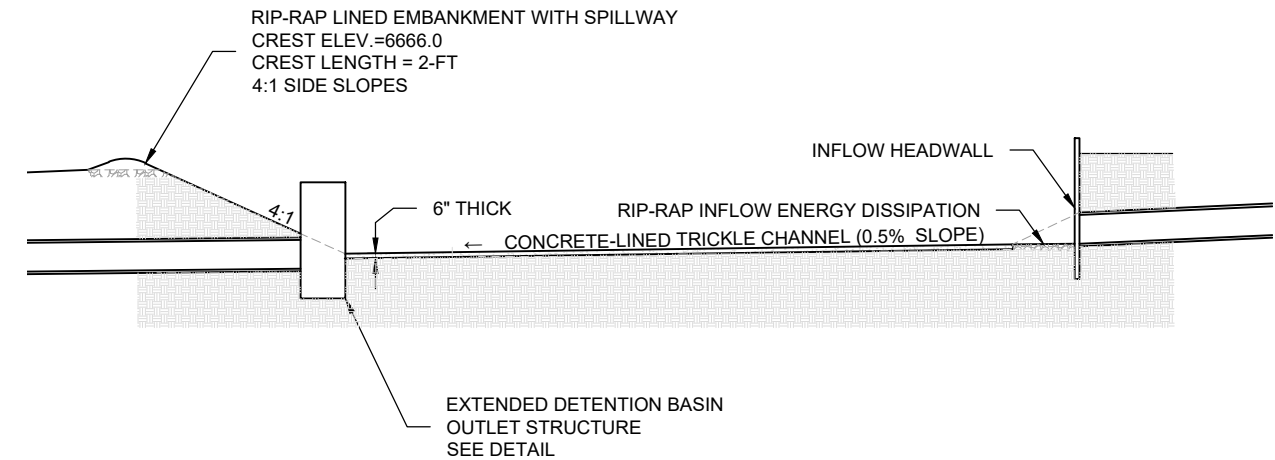 RIP-RAP LINED EMBANKMENT WITH SPILLWAY
CREST ELEV.=6666.0
CREST LENGTH = 2-FT
4:1 SIDE SLOPES
INFLOW HEADWALL
4:1
6" THICK
RIP-RAP INFLOW ENERGY DISSIPATION
← CONCRETE-LINED TRICKLE CHANNEL (0.5% SLOPE)
EXTENDED DETENTION BASIN
OUTLET STRUCTURE
SEE DETAIL